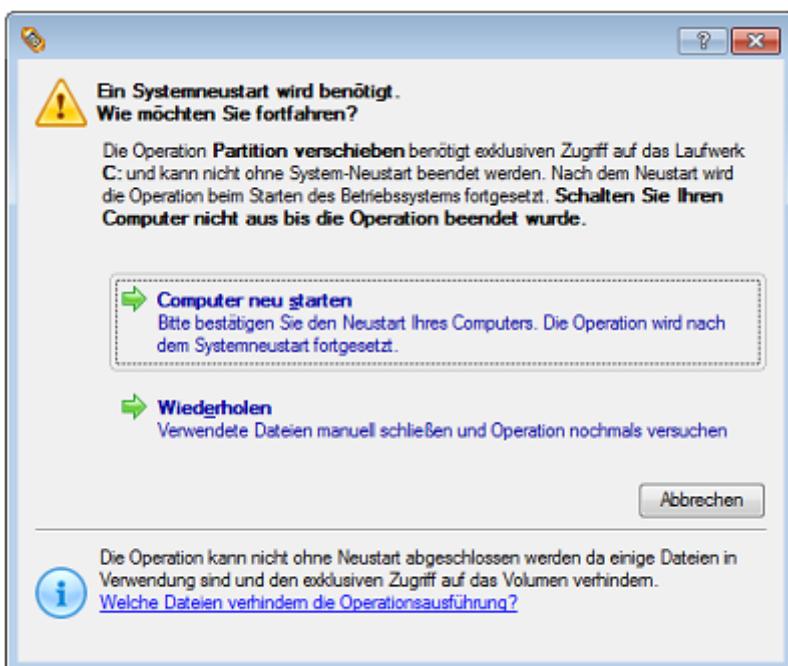 Ein Systemneustart wird benötigt.
Wie möchten Sie fortfahren?
Die Operation Partition verschieben benötigt exklusiven Zugriff auf das Laufwerk
C: und kann nicht ohne System-Neustart beendet werden. Nach dem Neustart wird
die Operation beim Starten des Betriebssystems fortgesetzt. Schalten Sie Ihren
Computer nicht aus bis die Operation beendet wurde.
Computer neu starten
Bitte bestätigen Sie den Neustart Ihres Computers. Die Operation wird nach
dem Systemneustart fortgesetzt.
Wiederholen
Verwendete Dateien manuell schließen und Operation nochmals versuchen
Abbrechen
Die Operation kann nicht ohne Neustart abgeschlossen werden da einige Dateien in
Verwendung sind und den exklusiven Zugriff auf das Volumen verhindern.
Welche Dateien verhindern die Operationsausführung?